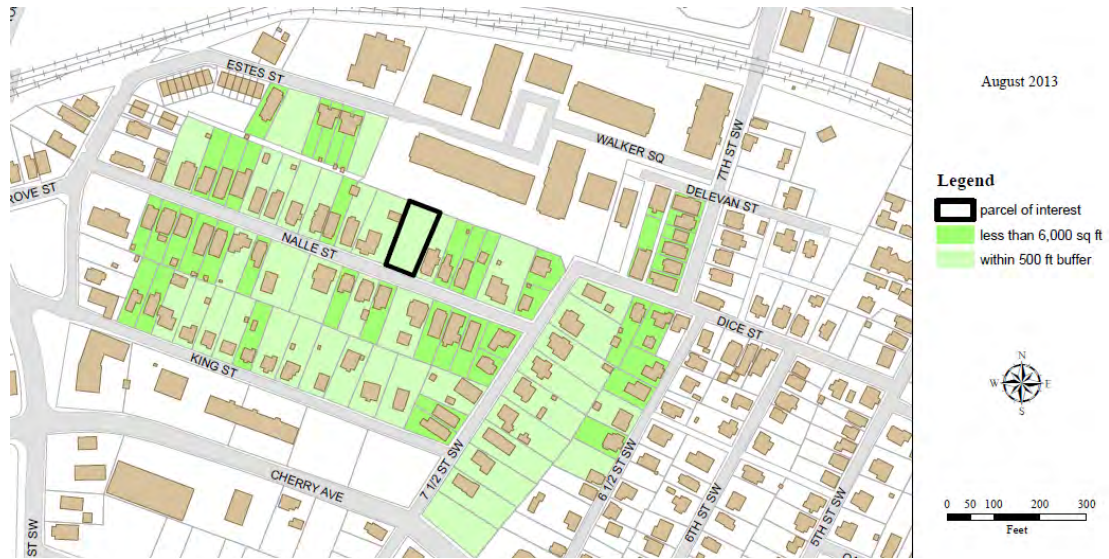 August 2013
ESTES ST
WALKER SQ
7TH ST SW
DELEVAN ST
ROVE ST
NALLE ST
DICE ST
KING ST
CHERRY AVE
7 1/2 ST SW
6 1/2 ST SW
6TH ST SW
5TH ST SW
ST SW
Legend
parcel of interest
less than 6,000 sq ft
within 500 ft buffer
N
W E
S
0 50 100 200 300
Feet